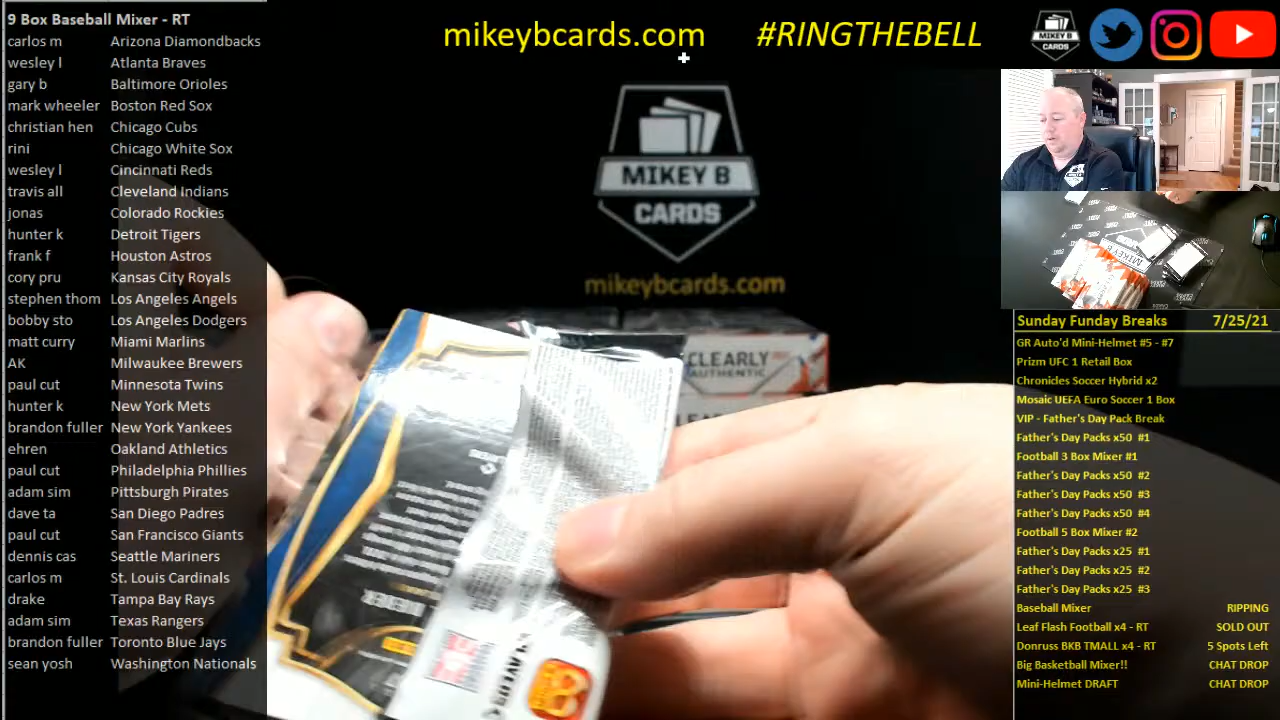 9 Box Baseball Mixer - RT
carlos m Arizona Diamondbacks
wesley l Atlanta Braves
gary b Baltimore Orioles
mark wheeler Boston Red Sox
christian hen Chicago Cubs
rini Chicago White Sox
wesley l Cincinnati Reds
travis all Cleveland Indians
jonas Colorado Rockies
hunter k Detroit Tigers
frank f Houston Astros
cory pru Kansas City Royals
stephen thom Los Angeles Angels
bobby sto Los Angeles Dodgers
matt curry Miami Marlins
AK Milwaukee Brewers
paul cut Minnesota Twins
hunter k New York Mets
brandon fuller New York Yankees
ehren Oakland Athletics
paul cut Philadelphia Phillies
adam sim Pittsburgh Pirates
dave ta San Diego Padres
paul cut San Francisco Giants
dennis cas Seattle Mariners
carlos m St. Louis Cardinals
drake Tampa Bay Rays
adam sim Texas Rangers
brandon fuller Toronto Blue Jays
sean yosh Washington Nationals
mikeybcards.com #RINGTHEBELL
MIKEY B
CARDS
MIKEY B
CARDS
mikeybcards.com
CLEARLY
AUTHENTIC
MIKEY B
Sunday Funday Breaks 7/25/21
GR Auto'd Mini-Helmet #5 - #7
Prizm UFC 1 Retail Box
Chronicles Soccer Hybrid x2
Mosaic UEFA Euro Soccer 1 Box
VIP - Father's Day Pack Break
Father's Day Packs x50 #1
Football 3 Box Mixer #1
Father's Day Packs x50 #2
Father's Day Packs x50 #3
Father's Day Packs x50 #4
Football 5 Box Mixer #2
Father's Day Packs x25 #1
Father's Day Packs x25 #2
Father's Day Packs x25 #3
Baseball Mixer RIPPING
Leaf Flash Football x4 - RT SOLD OUT
Donruss BKB TMALL x4 - RT 5 Spots Left
Big Basketball Mixer!! CHAT DROP
Mini-Helmet DRAFT CHAT DROP